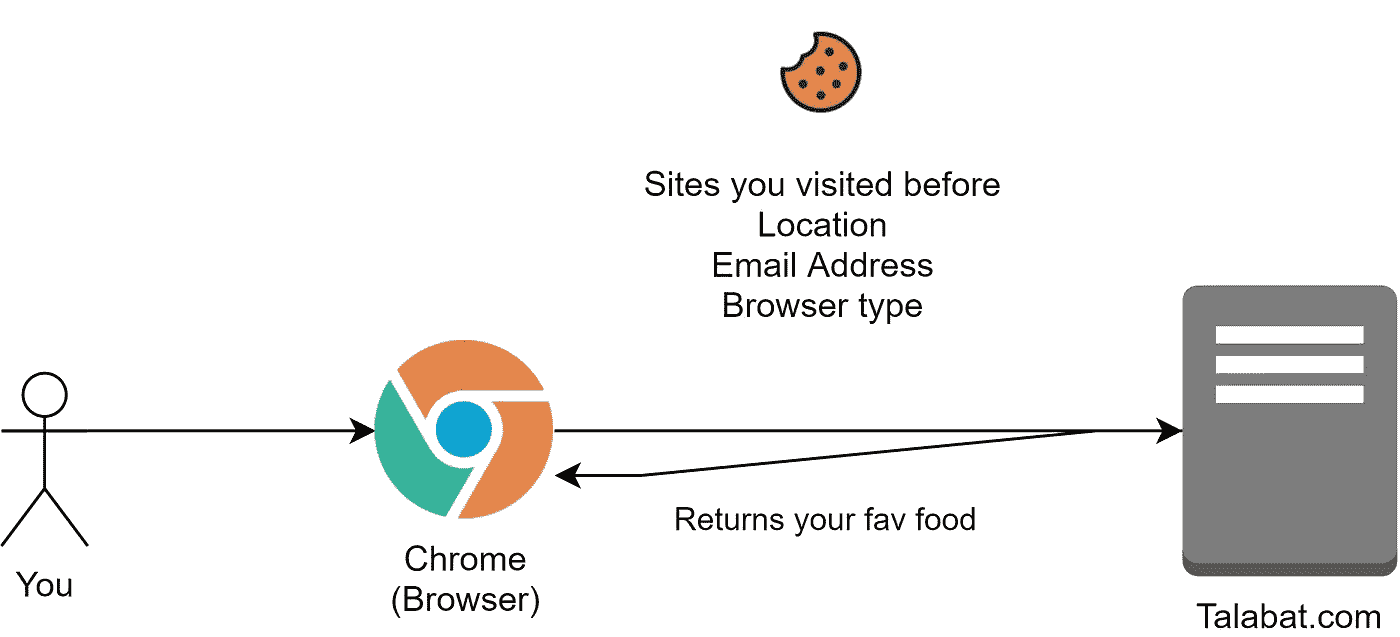 Sites you visited before
Location
Email Address
Browser type
Returns your fav food
Chrome
(Browser)
You
Talabat.com